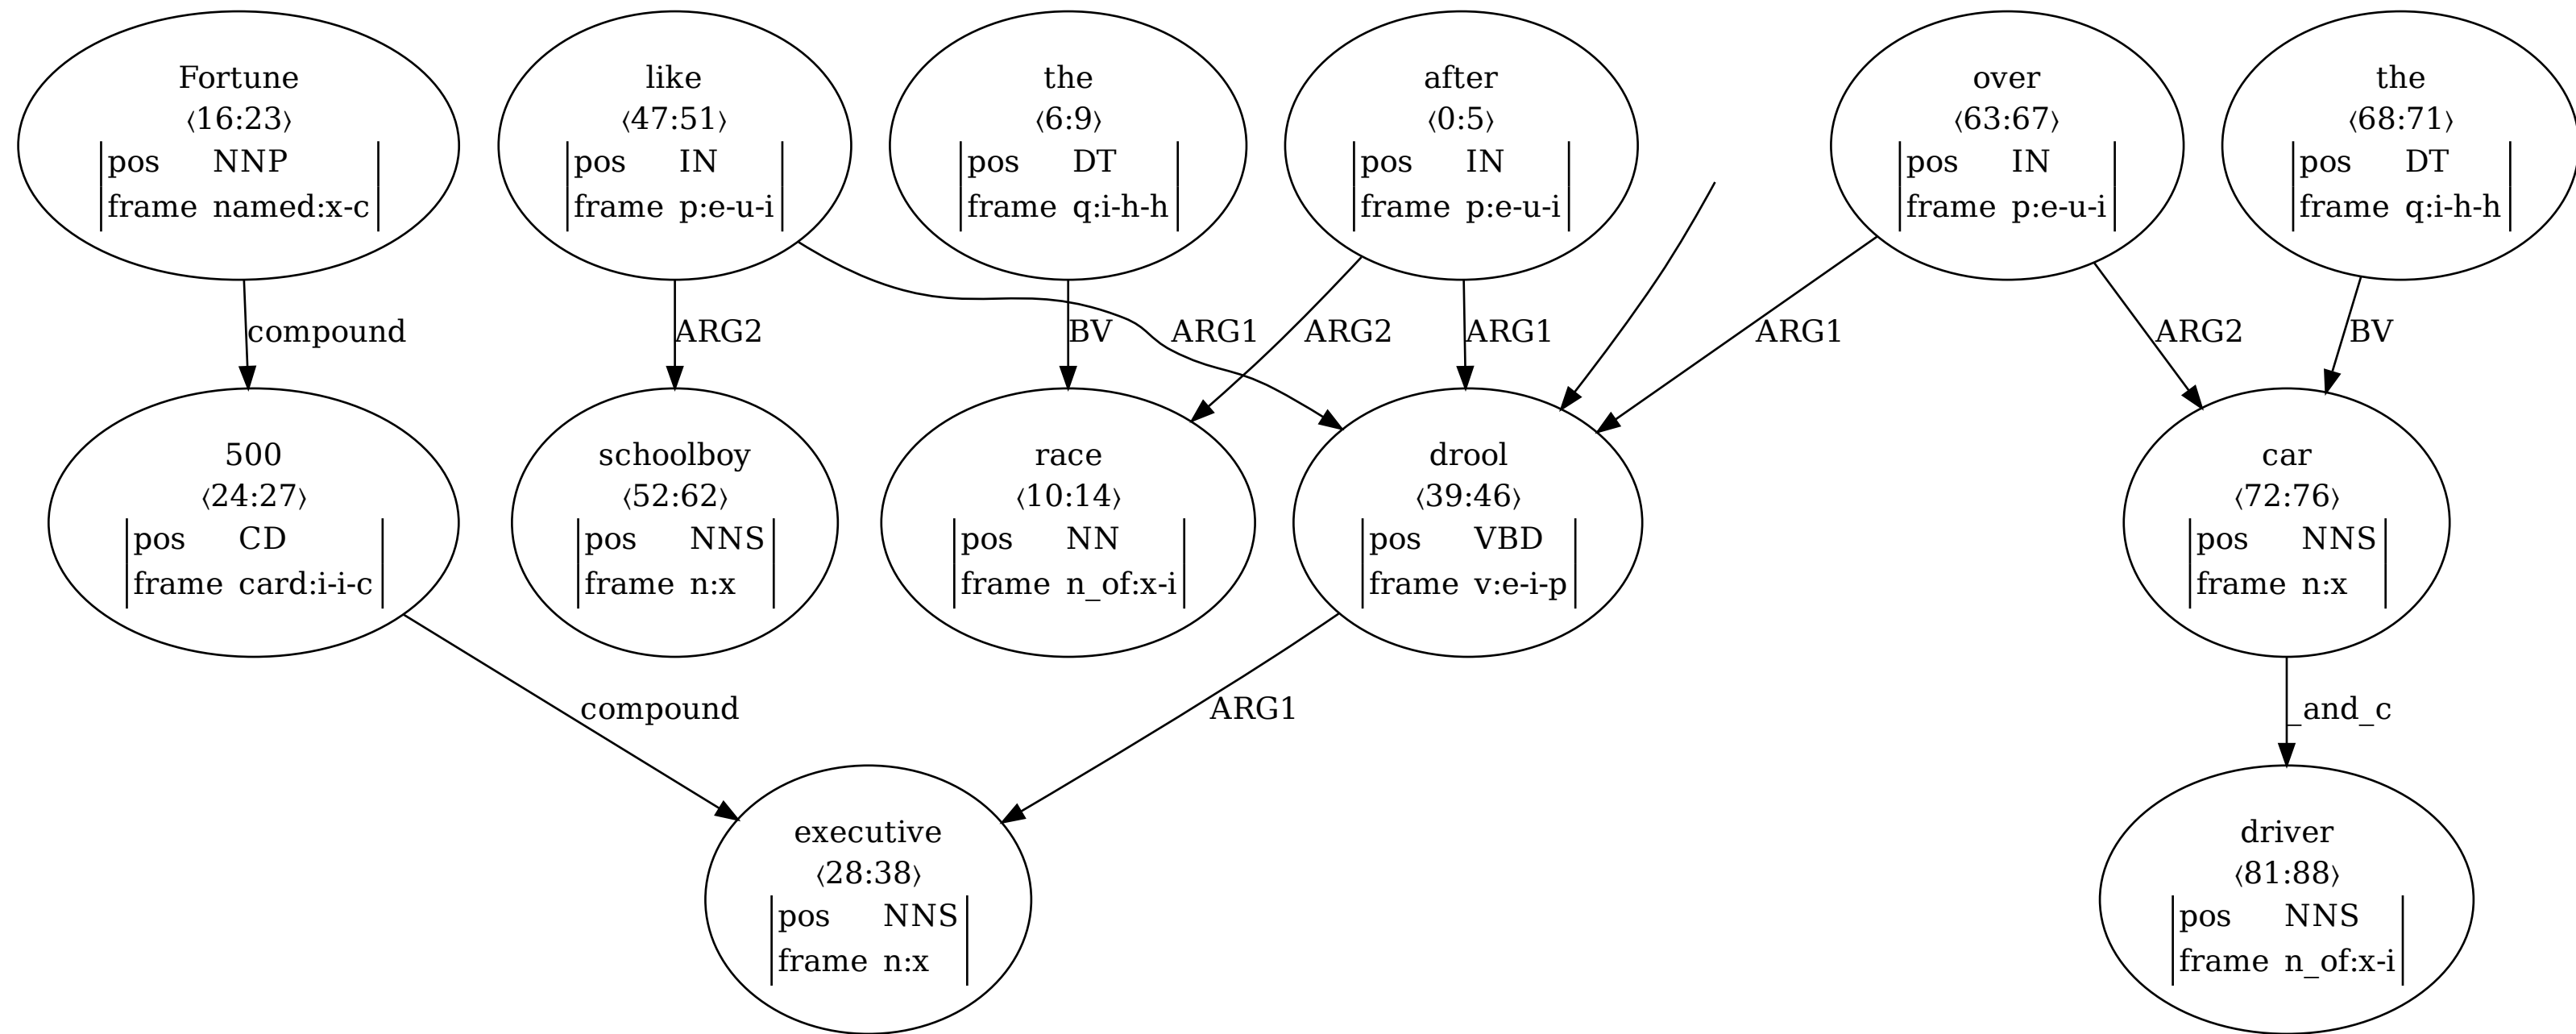 Fortune
⟨16:23⟩
pos NNP
frame named:x-c
like
⟨47:51⟩
pos IN
frame p:e-u-i
the
⟨6:9⟩
pos DT
frame q:i-h-h
after
⟨0:5⟩
pos IN
frame p:e-u-i
over
⟨63:67⟩
pos IN
frame p:e-u-i
the
⟨68:71⟩
pos DT
frame q:i-h-h
compound
ARG2
BV
ARG1
ARG2
ARG1
ARG1
ARG2
BV
500
⟨24:27⟩
pos CD
frame card:i-i-c
schoolboy
⟨52:62⟩
pos NNS
frame n:x
race
⟨10:14⟩
pos NN
frame n_of:x-i
drool
⟨39:46⟩
pos VBD
frame v:e-i-p
car
⟨72:76⟩
pos NNS
frame n:x
compound
ARG1
_and_c
executive
⟨28:38⟩
pos NNS
frame n:x
driver
⟨81:88⟩
pos NNS
frame n_of:x-i